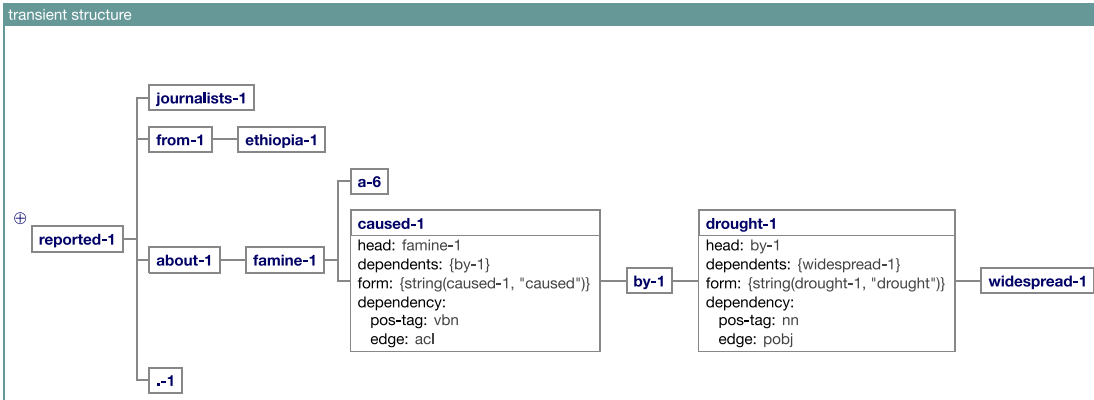 transient structure
journalists-1
from-1
ethiopia-1
a-6
reported-1
about-1
famine-1
caused-1
head: famine-1
dependents: {by-1}
form: {string(caused-1, "caused")}
dependency:
pos-tag: vbn
edge: acl
by-1
drought-1
head: by-1
dependents: {widespread-1}
form: {string(drought-1, "drought")}
dependency:
pos-tag: nn
edge: pobj
widespread-1
.-1